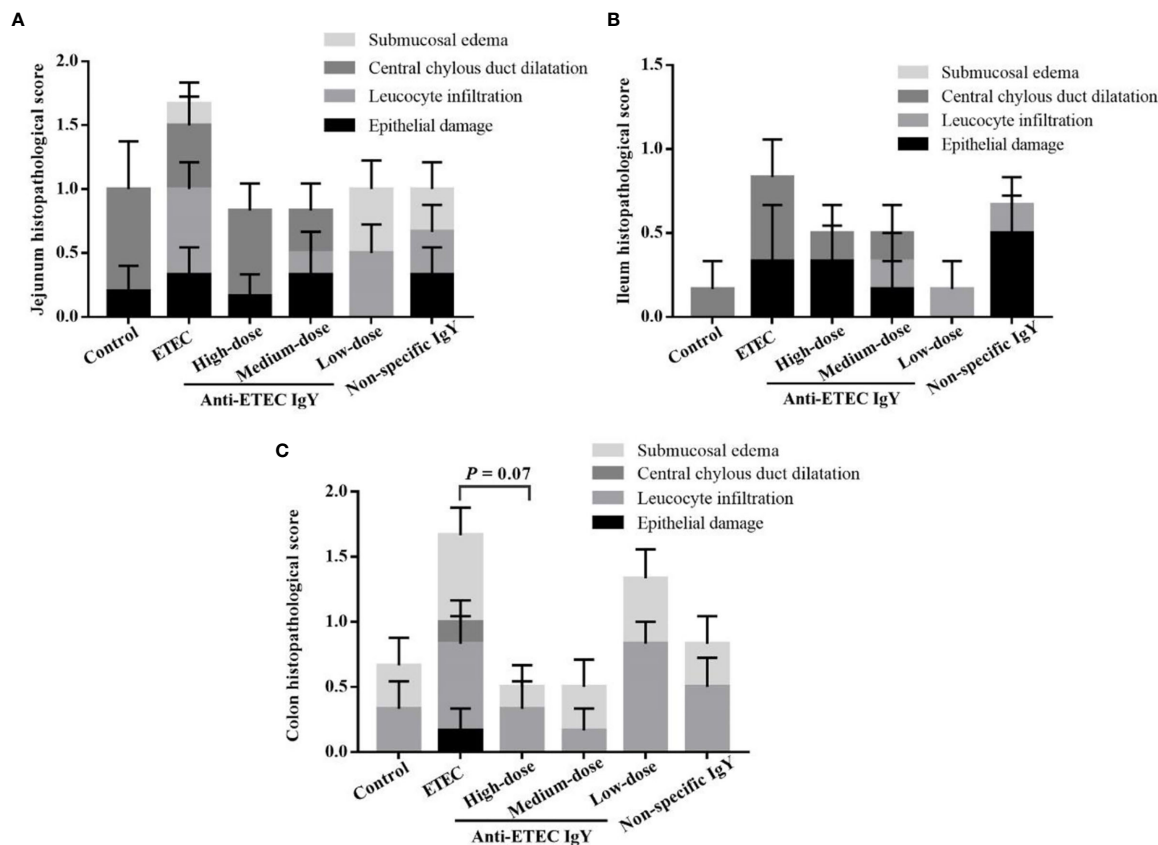 A
Submucosal edema
Central chylous duct dilatation
Leucocyte infiltration
Epithelial damage
Jejunum histopathological score
2.0
1.5
1.0
0.5
0.0
Control
ETEC
High-dose
Medium-dose
Low-dose
Non-specific IgY
Anti-ETEC IgY
B
Submucosal edema
Central chylous duct dilatation
Leucocyte infiltration
Epithelial damage
Ileum histopathological score
1.5
1.0
0.5
0.0
Control
ETEC
High-dose
Medium-dose
Low-dose
Non-specific IgY
Anti-ETEC IgY
C
Submucosal edema
Central chylous duct dilatation
Leucocyte infiltration
Epithelial damage
P = 0.07
Colon histopathological score
2.0
1.5
1.0
0.5
0.0
Control
ETEC
High-dose
Medium-dose
Low-dose
Non-specific IgY
Anti-ETEC IgY